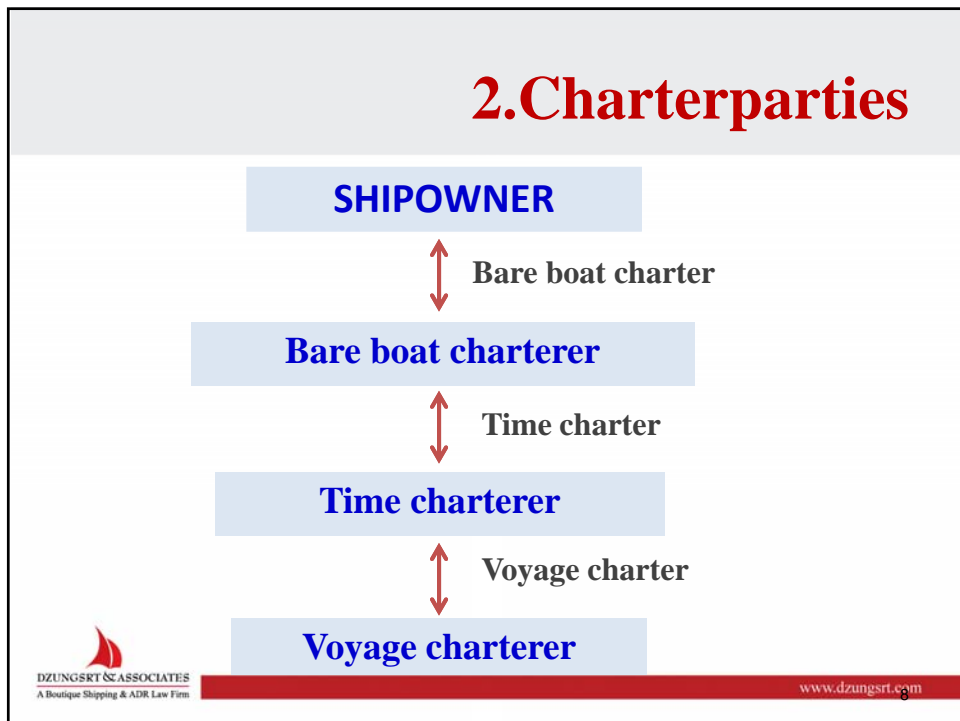 2.Charterparties
SHIPOWNER
Bare boat charter
Bare boat charterer
Time charter
Time charterer
Voyage charter
Voyage charterer
DZUNGSRT & ASSOCIATES
A Boutique Shipping & ADR Law Firm
www.dzungsrt.com
8